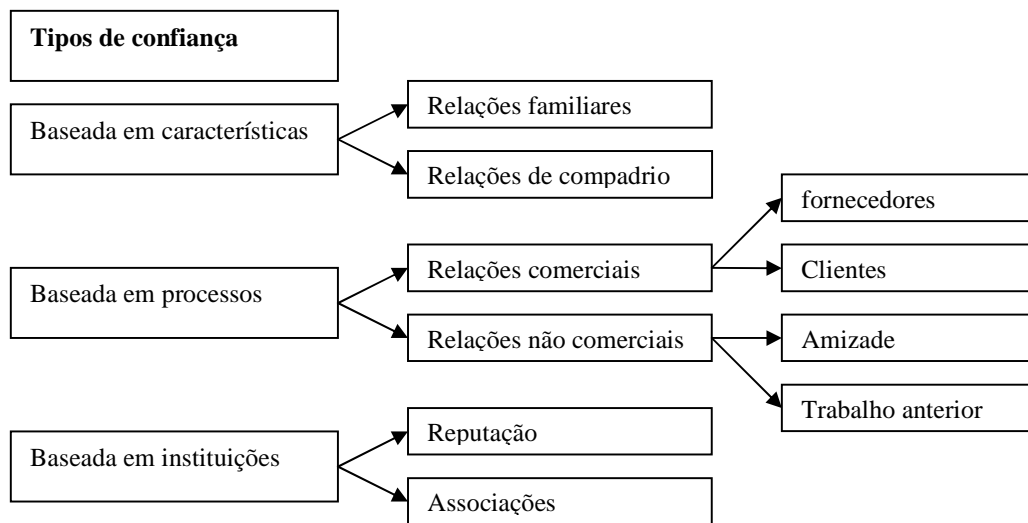 Tipos de confiança
Baseada em características
Relações familiares
Relações de compadrio
Baseada em processos
Relações comerciais
fornecedores
Clientes
Relações não comerciais
Amizade
Trabalho anterior
Baseada em instituições
Reputação
Associações